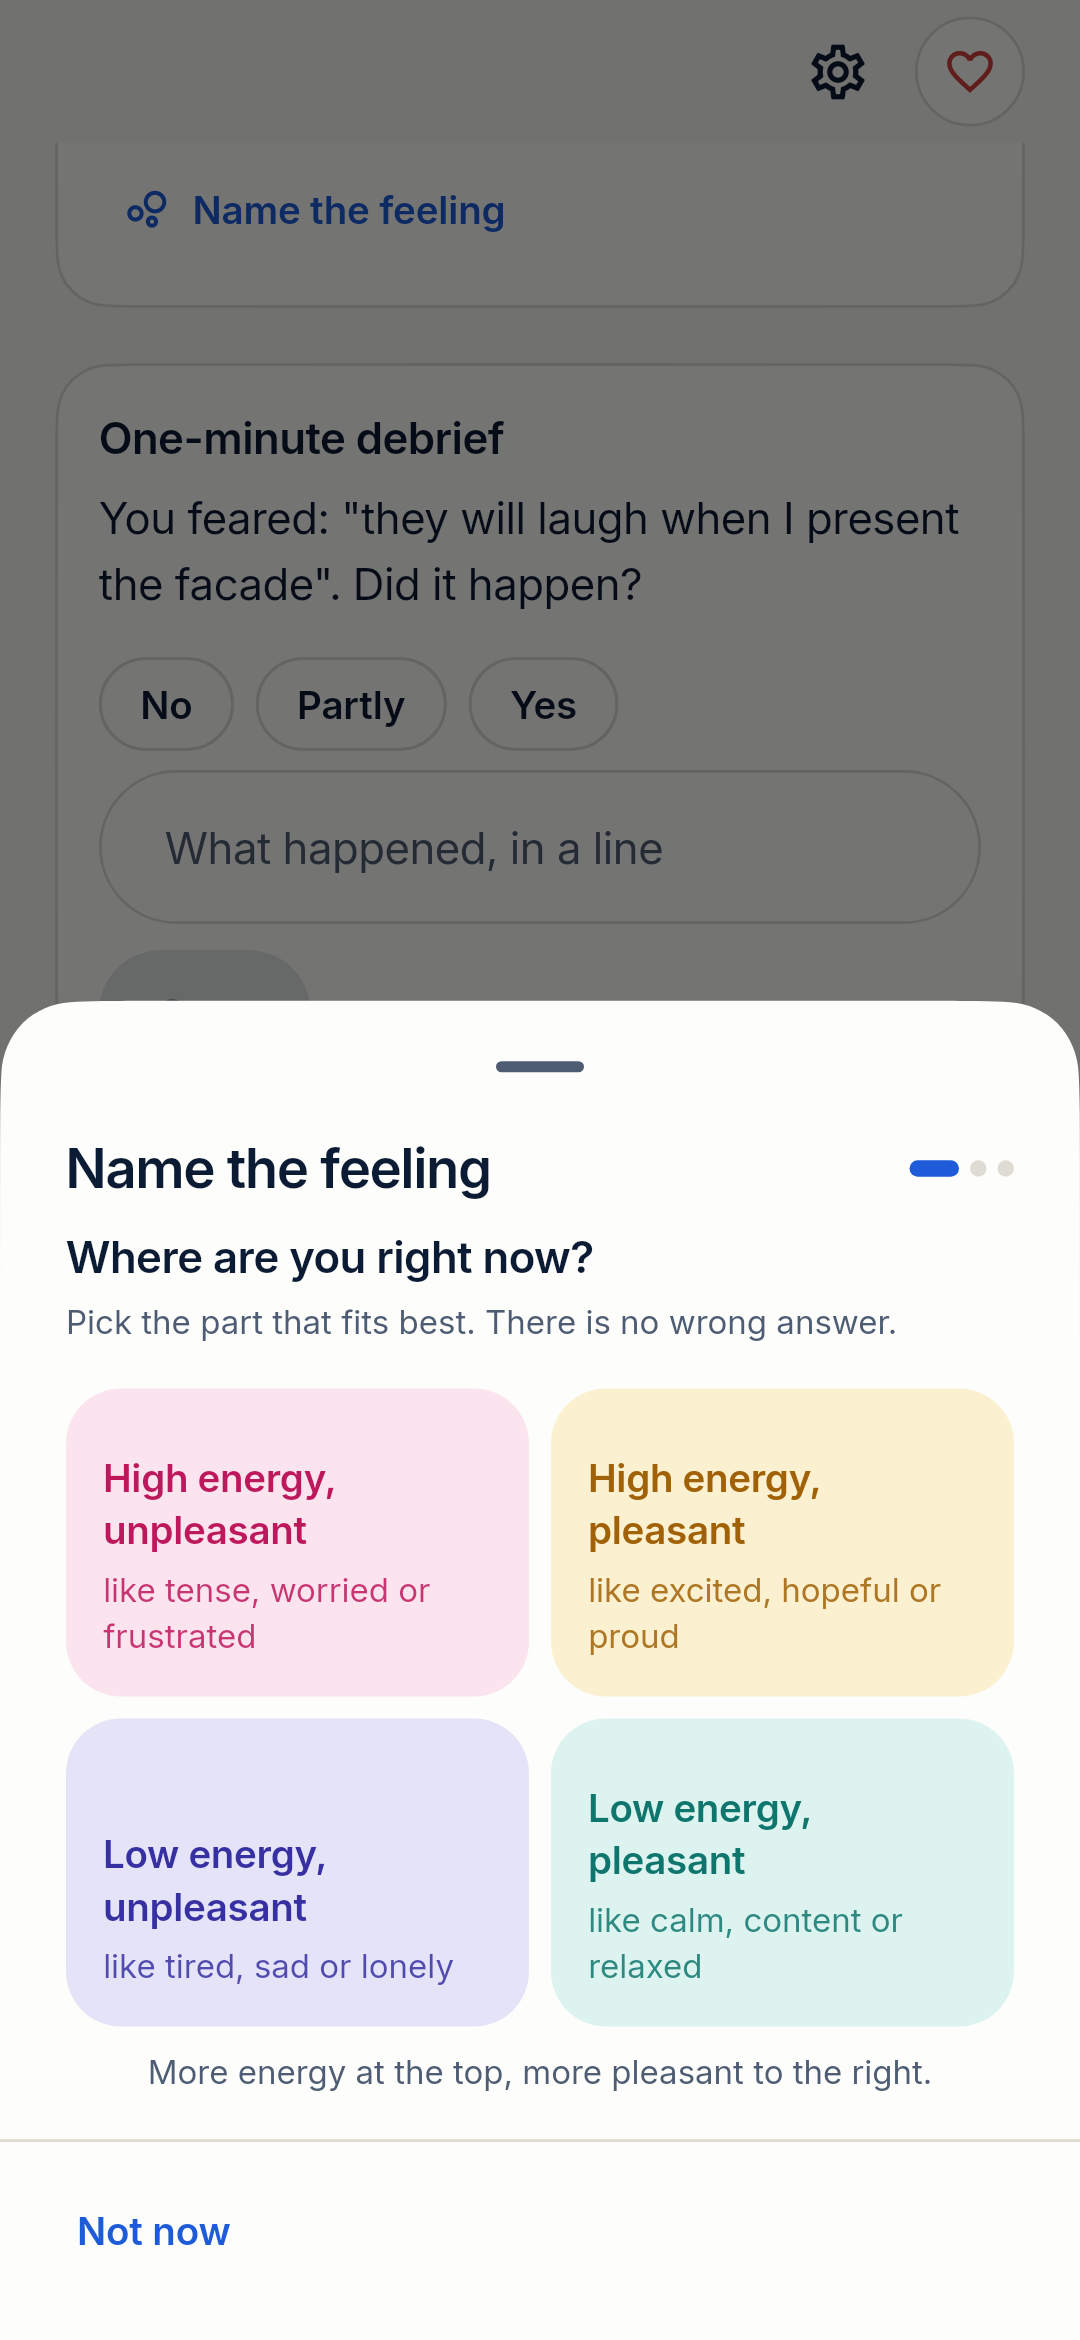 Name the feeling
One-minute debrief
You feared: "they will laugh when I present
the facade". Did it happen?
No
Partly
Yes
What happened, in a line
Name the feeling
Where are you right now?
Pick the part that fits best. There is no wrong answer.
High energy,
unpleasant
like tense, worried or
frustrated
High energy,
pleasant
like excited, hopeful or
proud
Low energy,
unpleasant
like tired, sad or lonely
Low energy,
pleasant
like calm, content or
relaxed
More energy at the top, more pleasant to the right.
Not now